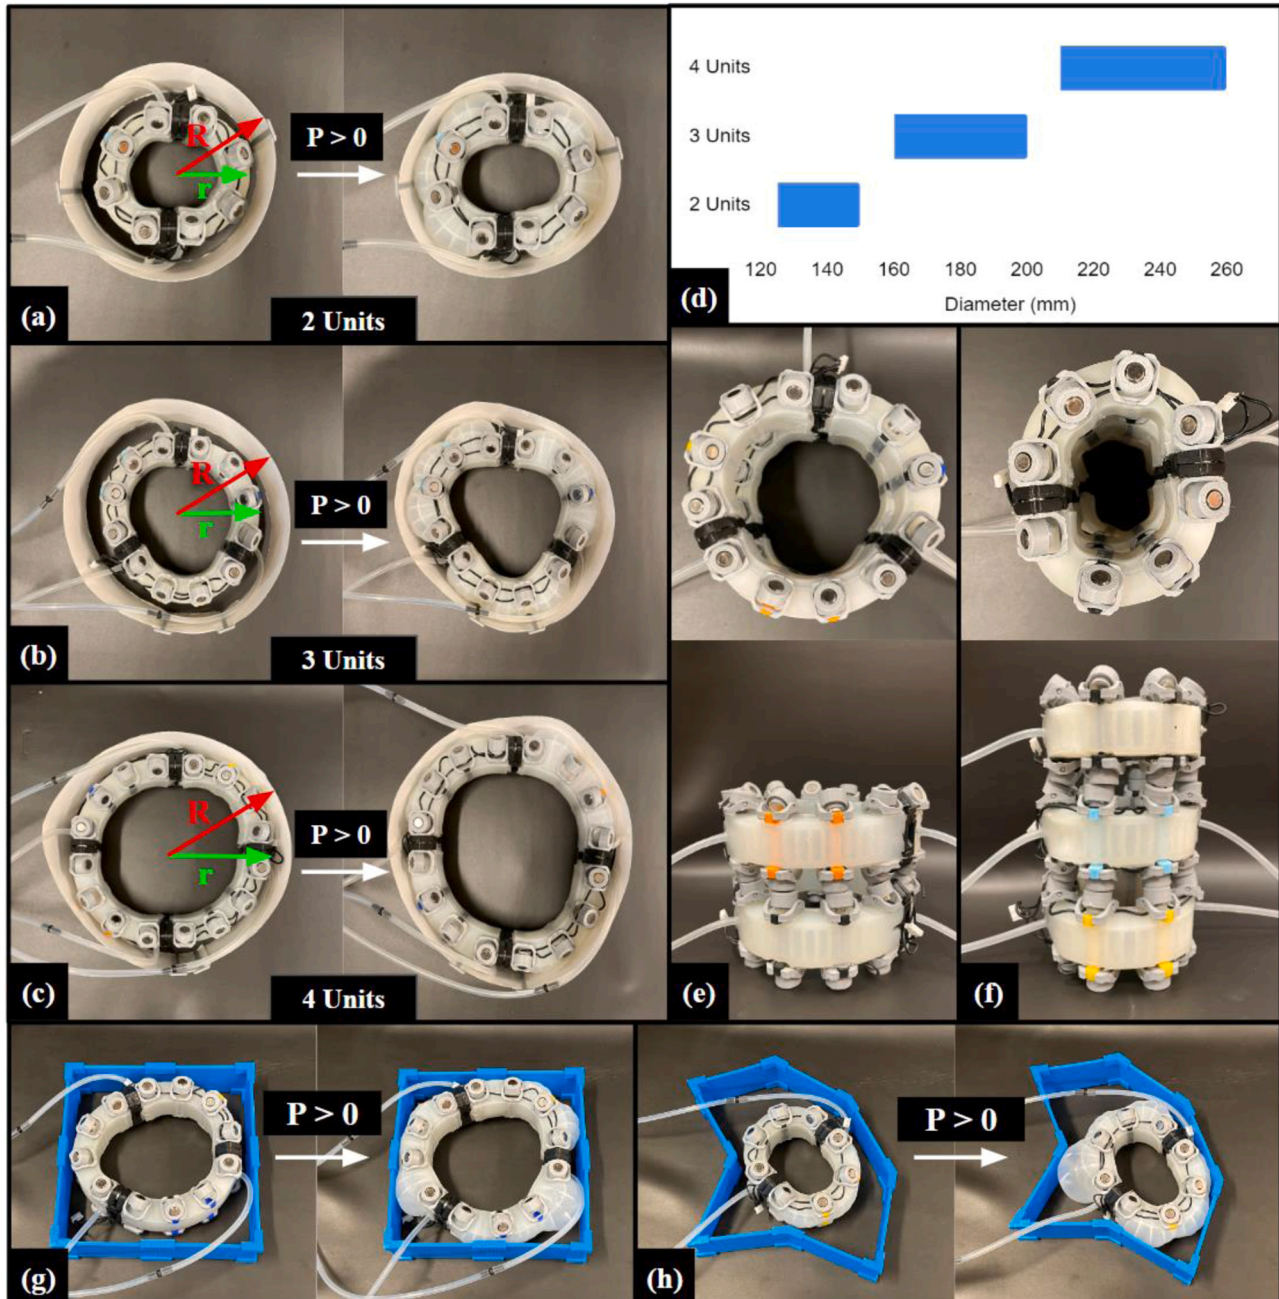 R
r
P > 0
(a)
2 Units
4 Units
3 Units
2 Units
120 140 160 180 200 220 240 260
Diameter (mm)
(d)
R
r
P > 0
(b)
3 Units
R
r
P > 0
(c)
4 Units
(e)
(f)
P > 0
(g)
P > 0
(h)